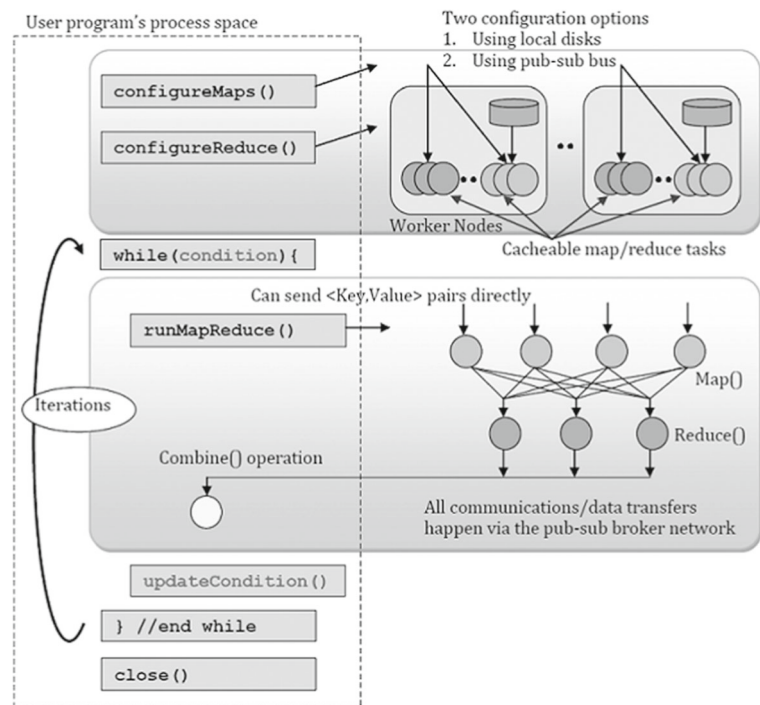 User program's process space
Two configuration options
1. Using local disks
2. Using pub-sub bus
configureMaps()
configureReduce()
Worker Nodes
Cacheable map/reduce tasks
while(condition){
Can send <Key,Value> pairs directly
runMapReduce()
Map()
Iterations
Reduce()
Combine() operation
All communications/data transfers
happen via the pub-sub broker network
updateCondition()
} //end while
close()